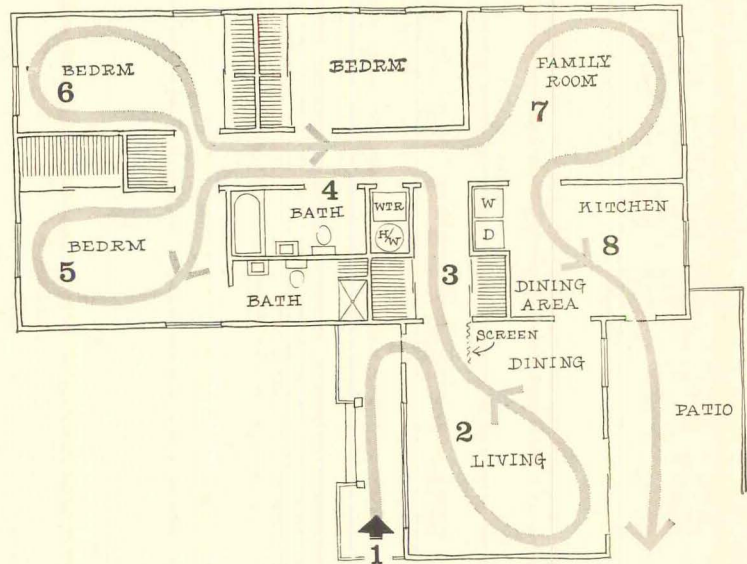 BEDRM
6
BEDRM
FAMILY
ROOM
7
4
BATH
WTR
H/W
W
D
KITCHEN
8
BEDRM
5
BATH
3
DINING
AREA
SCREEN
DINING
2
LIVING
PATIO
1